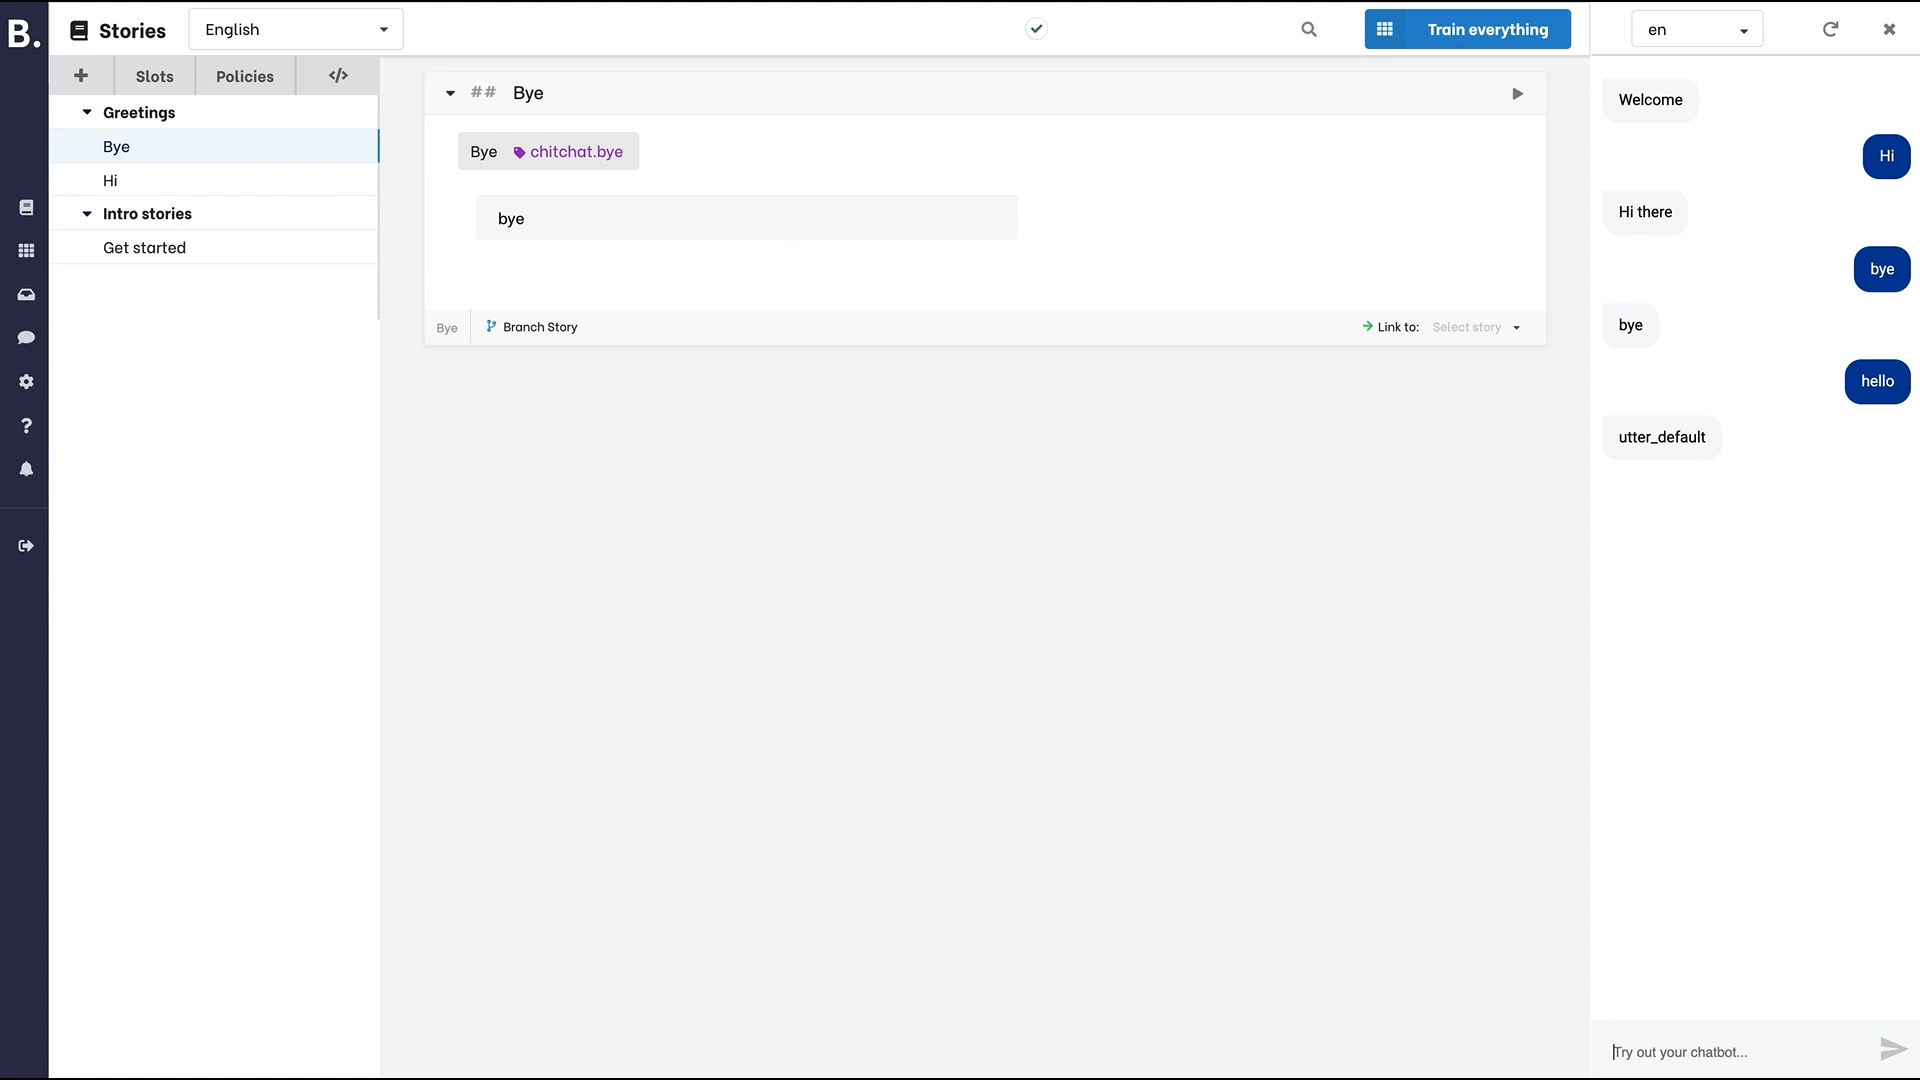 B.
Stories
English
Train everything
en
Slots
Policies
</>
Greetings
Bye
Hi
Intro stories
Get started
## Bye
Bye chitchat.bye
bye
Bye
Branch Story
Link to: Select story
Welcome
Hi
Hi there
bye
bye
hello
utter_default
Try out your chatbot...